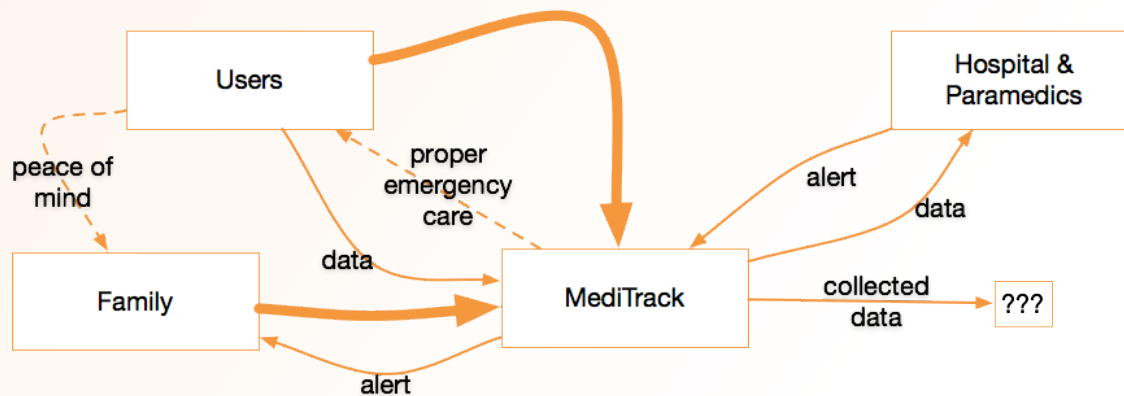 Users
Hospital &
Paramedics
peace of
mind
proper
emergency
care
alert
data
data
Family
MediTrack
collected
data
???
alert